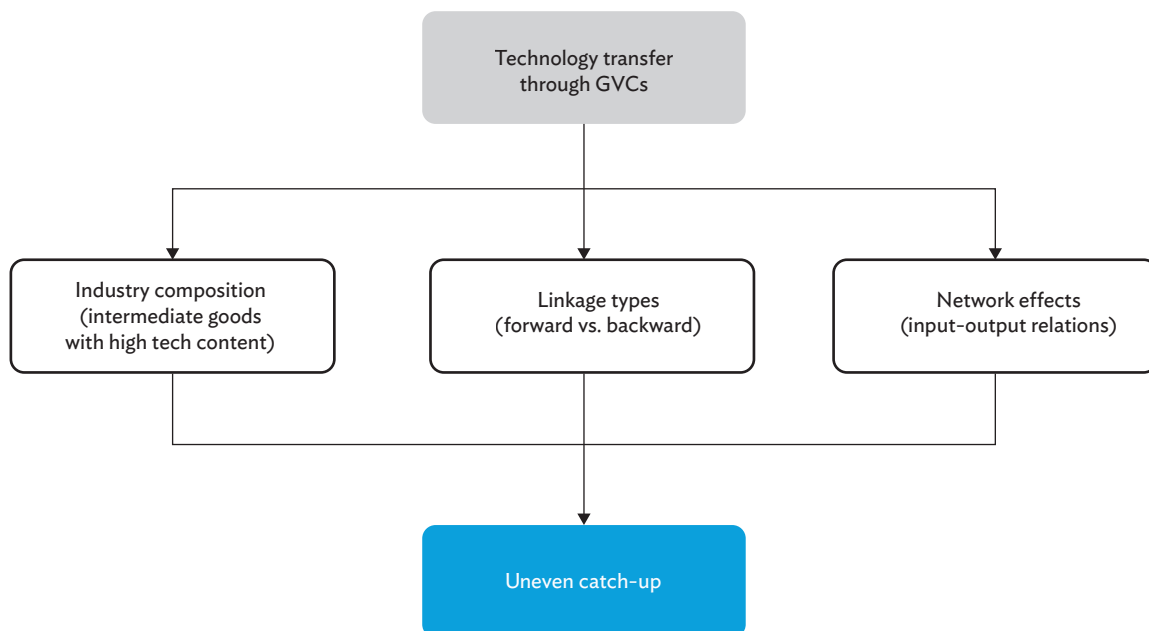 Technology transfer
through GVCs
Industry composition
(intermediate goods
with high tech content)
Linkage types
(forward vs. backward)
Network effects
(input-output relations)
Uneven catch-up